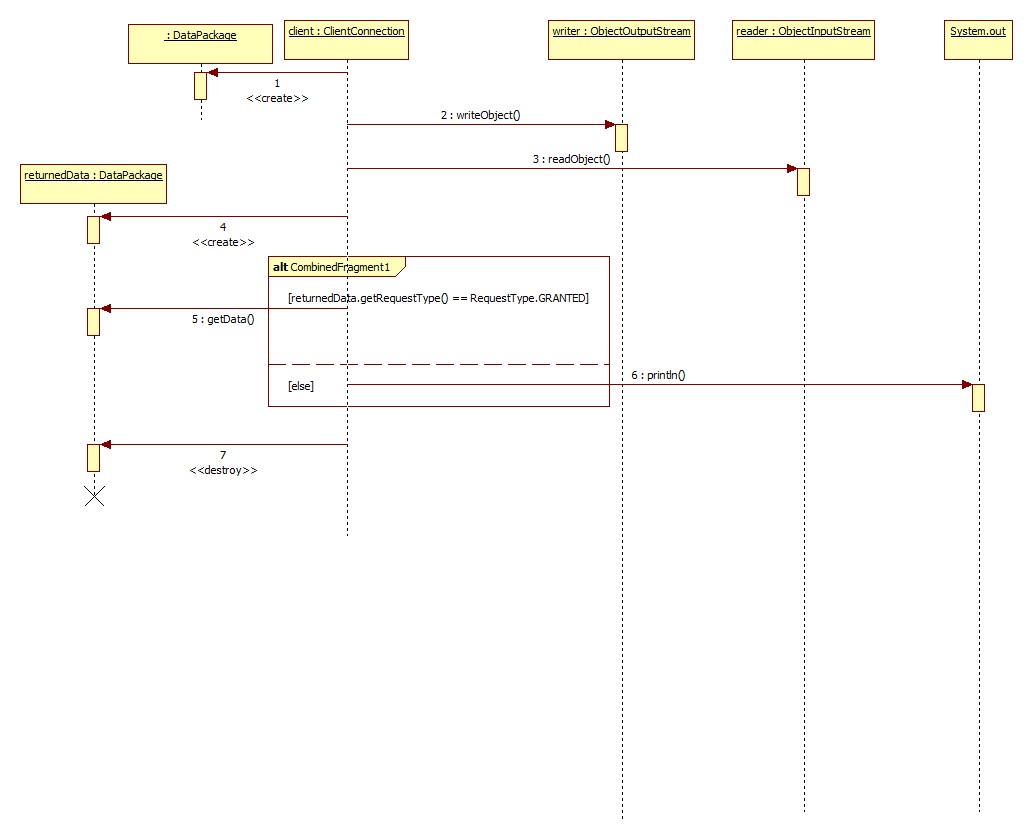 : DataPackage
client : ClientConnection
writer : ObjectOutputStream
reader : ObjectInputStream
System.out
1
<<create>>
2 : writeObject()
3 : readObject()
returnedData : DataPackage
4
<<create>>
alt CombinedFragment1
[returnedData.getRequestType() == RequestType.GRANTED]
5 : getData()
6 : println()
[else]
7
<<destroy>>